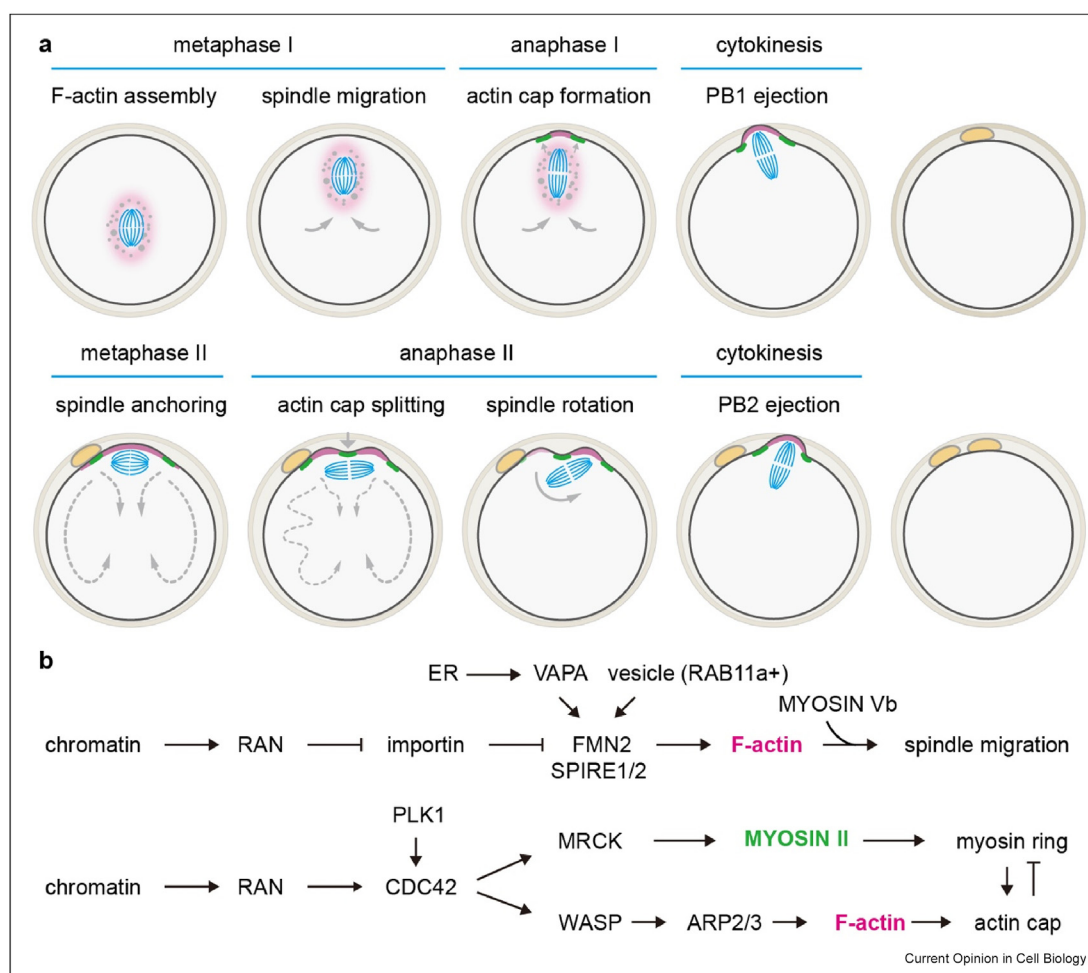 a
metaphase I anaphase I cytokinesis
F-actin assembly spindle migration actin cap formation PB1 ejection
metaphase II anaphase II cytokinesis
spindle anchoring actin cap splitting spindle rotation PB2 ejection
b
ER VAPA vesicle (RAB11a+)
MYOSIN Vb
chromatin RAN importin FMN2 F-actin spindle migration
SPIRE1/2
PLK1
MRCK MYOSIN II myosin ring
chromatin RAN CDC42
WASP ARP2/3 F-actin actin cap
Current Opinion in Cell Biology